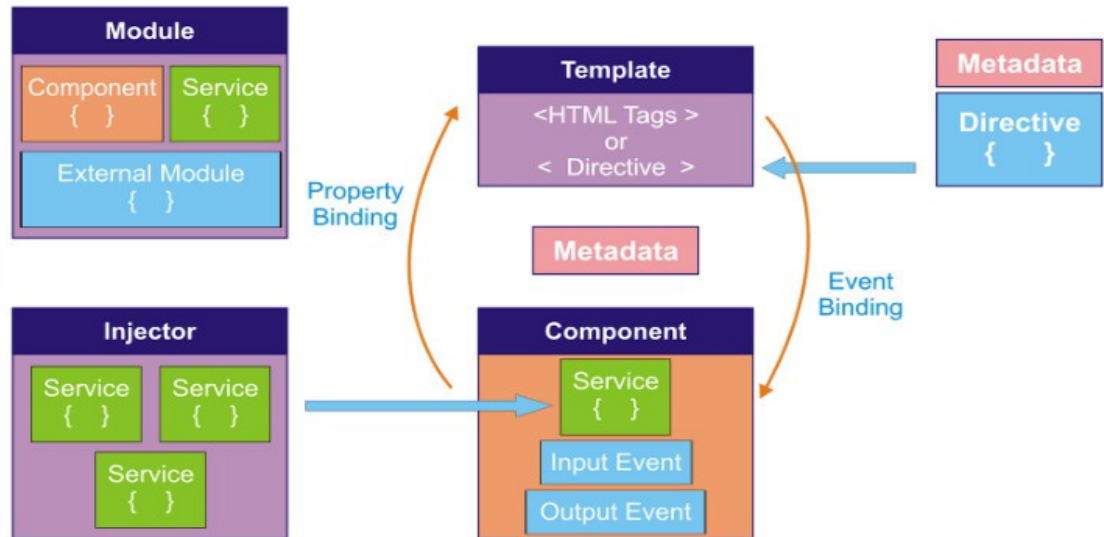 Module
Component
{ }
Service
{ }
External Module
{ }
Template
<HTML Tags >
or
< Directive >
Metadata
Directive
{ }
Property
Binding
Metadata
Event
Binding
Injector
Service
{ }
Service
{ }
Service
{ }
Component
Service
{ }
Input Event
Output Event